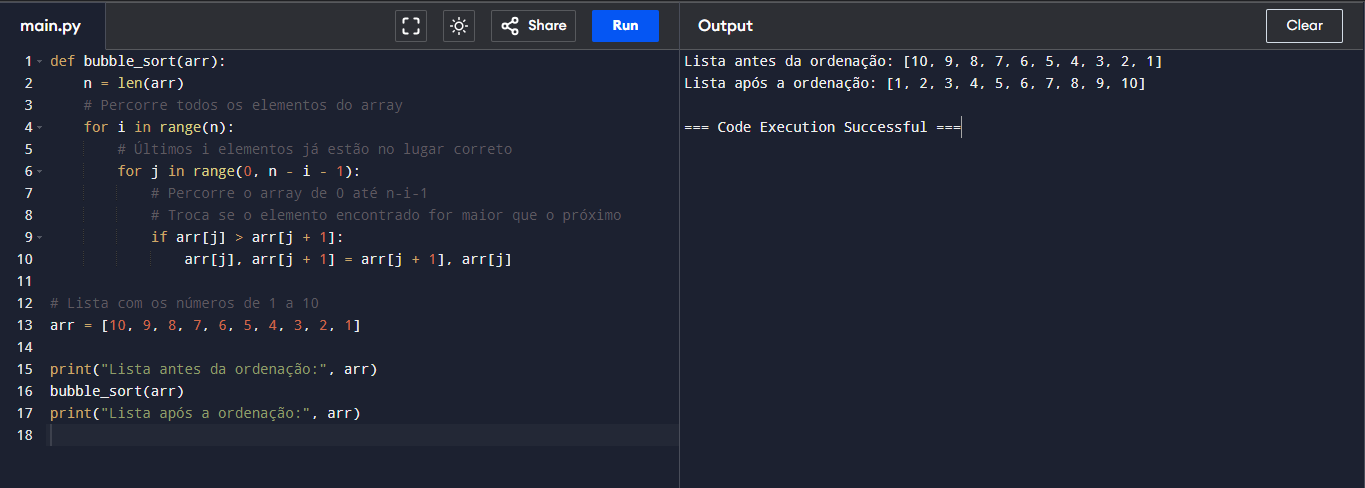 main.py
Share
Run
Output
Clear
1 def bubble_sort(arr):
2     n = len(arr)
3     # Percorre todos os elementos do array
4     for i in range(n):
5         # Últimos i elementos já estão no lugar correto
6         for j in range(0, n - i - 1):
7             # Percorre o array de 0 até n-i-1
8             # Troca se o elemento encontrado for maior que o próximo
9             if arr[j] > arr[j + 1]:
10                 arr[j], arr[j + 1] = arr[j + 1], arr[j]
11
12 # Lista com os números de 1 a 10
13 arr = [10, 9, 8, 7, 6, 5, 4, 3, 2, 1]
14
15 print("Lista antes da ordenação:", arr)
16 bubble_sort(arr)
17 print("Lista após a ordenação:", arr)
18
Lista antes da ordenação: [10, 9, 8, 7, 6, 5, 4, 3, 2, 1]
Lista após a ordenação: [1, 2, 3, 4, 5, 6, 7, 8, 9, 10]
=== Code Execution Successful ===